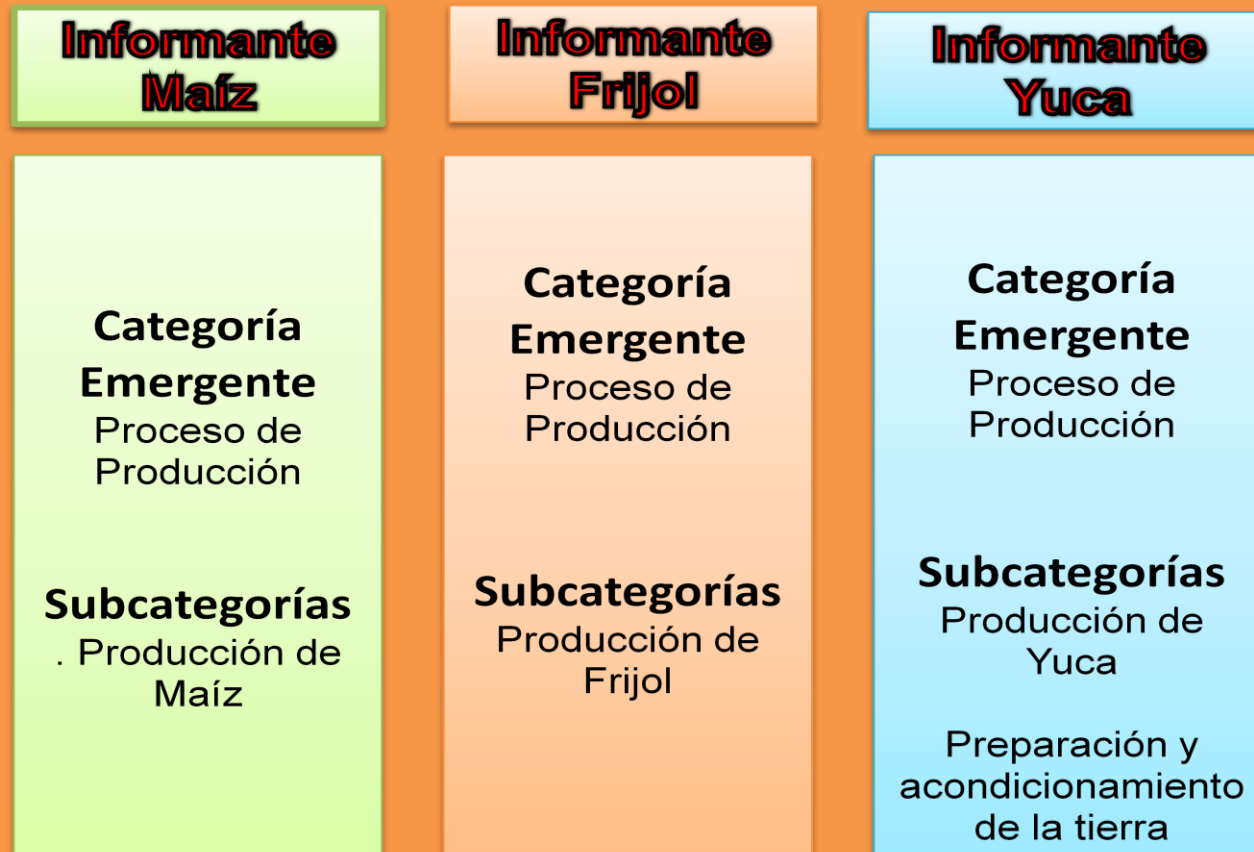 Informante
Maíz
Informante
Frijol
Informante
Yuca
Categoría
Emergente
Proceso de
Producción
Subcategorías
. Producción de
Maíz
Categoría
Emergente
Proceso de
Producción
Subcategorías
Producción de
Frijol
Categoría
Emergente
Proceso de
Producción
Subcategorías
Producción de
Yuca
Preparación y
acondicionamiento
de la tierra